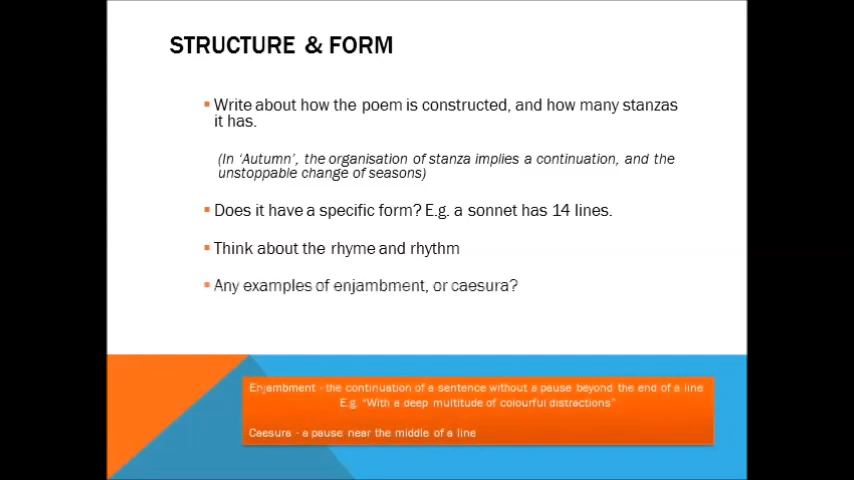 STRUCTURE & FORM
Write about how the poem is constructed, and how many stanzas
it has.
(In ‘Autumn’, the organisation of stanza implies a continuation, and the
unstoppable change of seasons)
Does it have a specific form? E.g. a sonnet has 14 lines.
Think about the rhyme and rhythm
Any examples of enjambment, or caesura?
Enjambment - the continuation of a sentence without a pause beyond the end of a line
E.g. “With a deep multitude of colourful distractions”
Caesura - a pause near the middle of a line